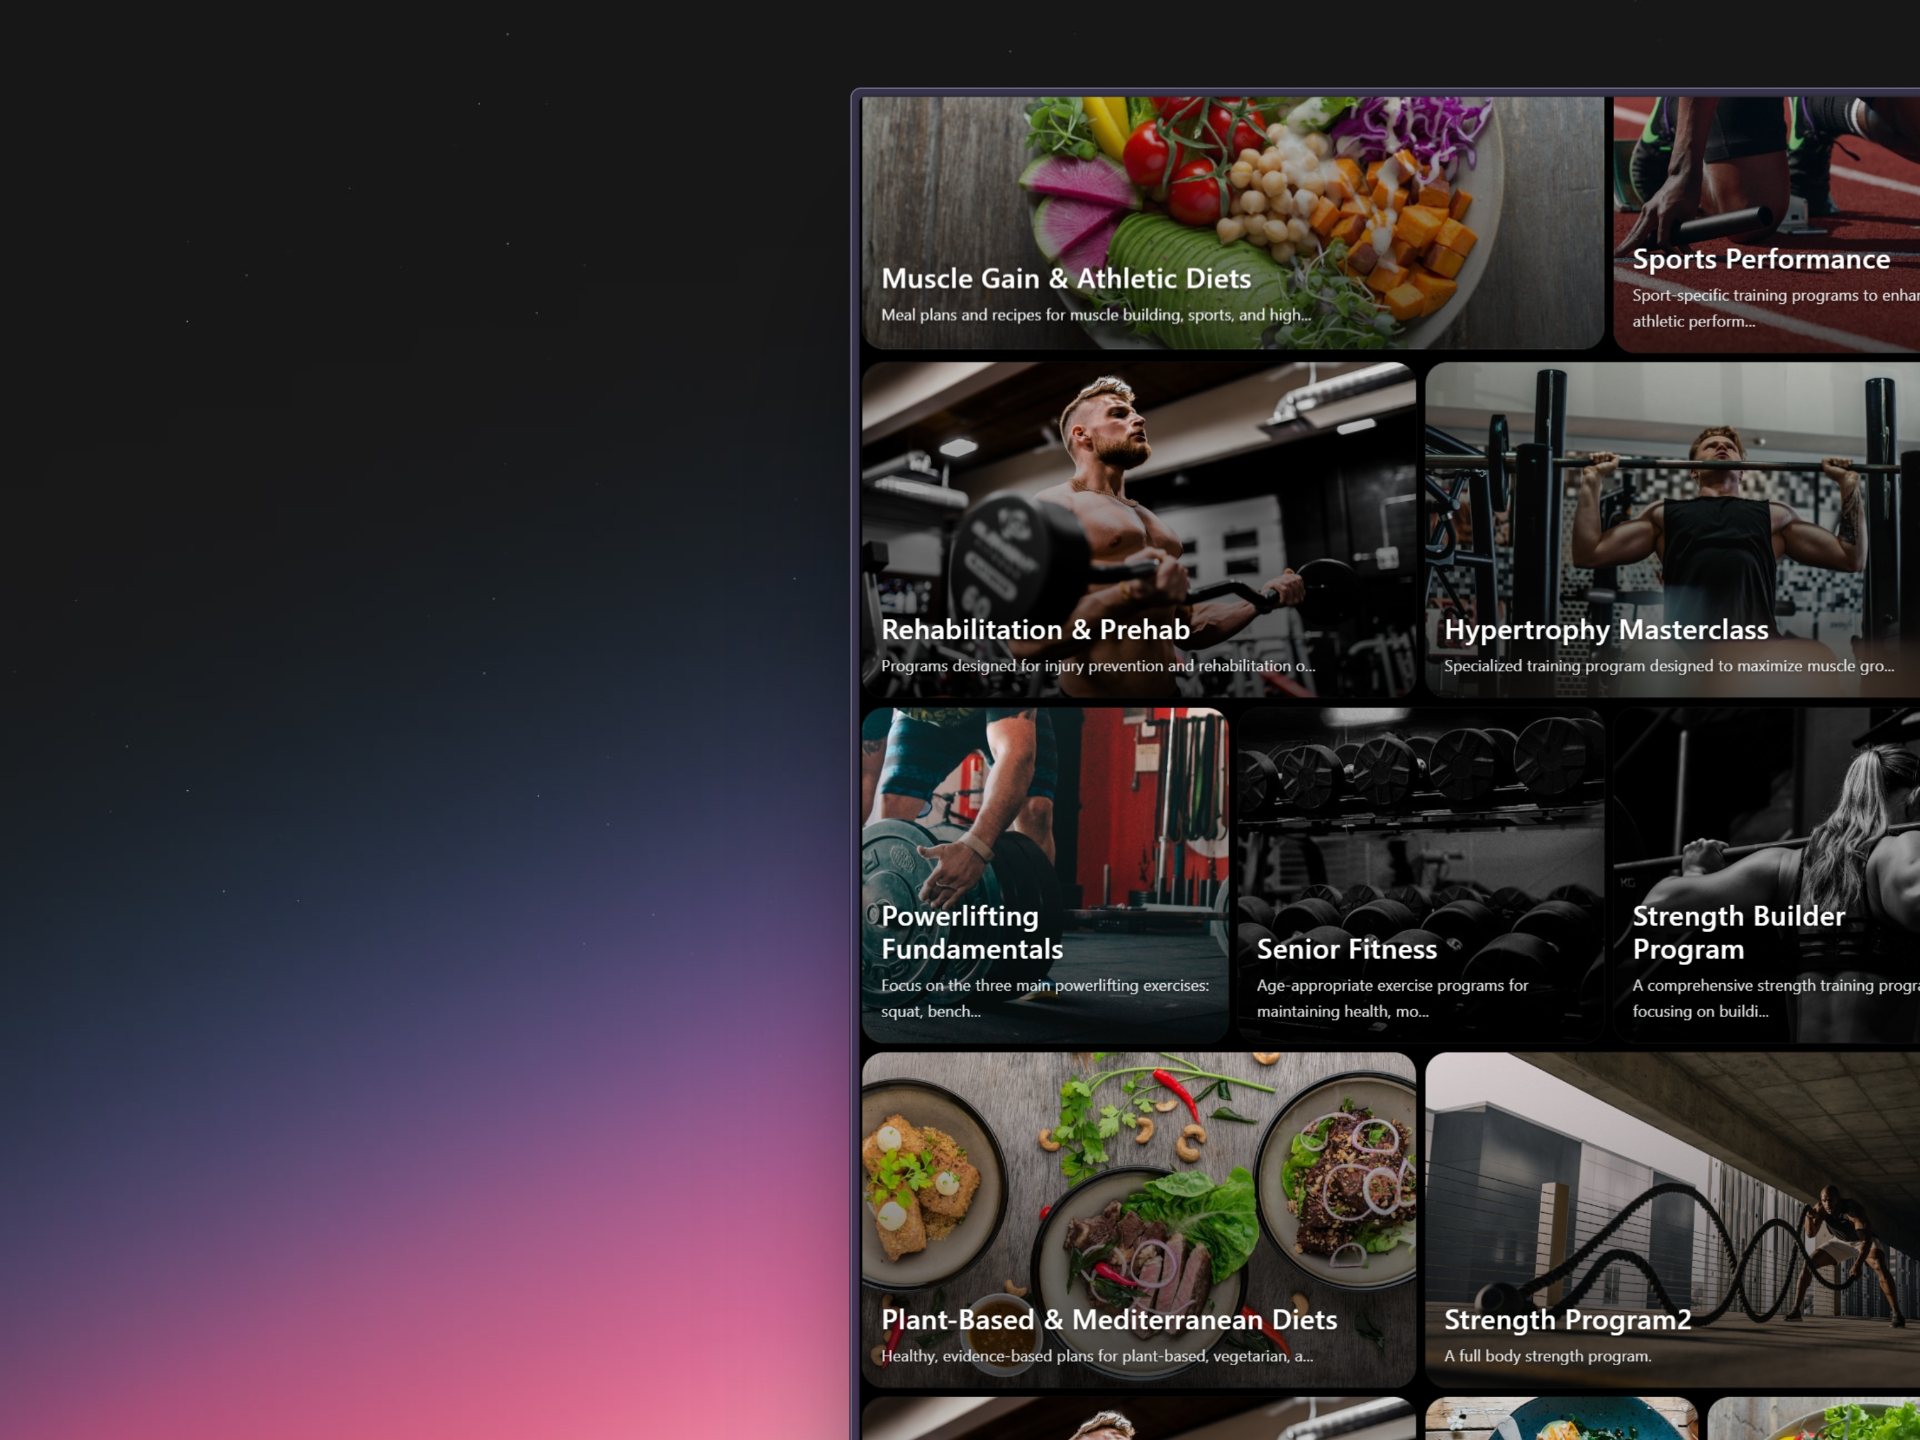 Muscle Gain & Athletic Diets
Meal plans and recipes for muscle building, sports, and high...
Sports Performance
Sport-specific training programs to
athletic perform...
Rehabilitation & Prehab
Programs designed for injury prevention and rehabilitation o...
Hypertrophy Masterclass
Specialized training program designed to maximize muscle gro...
60
Powerlifting
Fundamentals
Focus on the three main powerlifting exercises:
squat, bench...
Senior Fitness
Age-appropriate exercise programs for
maintaining health, mo...
KG
Strength Builder
Program
A comprehensive strength training
focusing on buildi...
Plant-Based & Mediterranean Diets
Healthy, evidence-based plans for plant-based, vegetarian, a...
Strength Program2
A full body strength program.